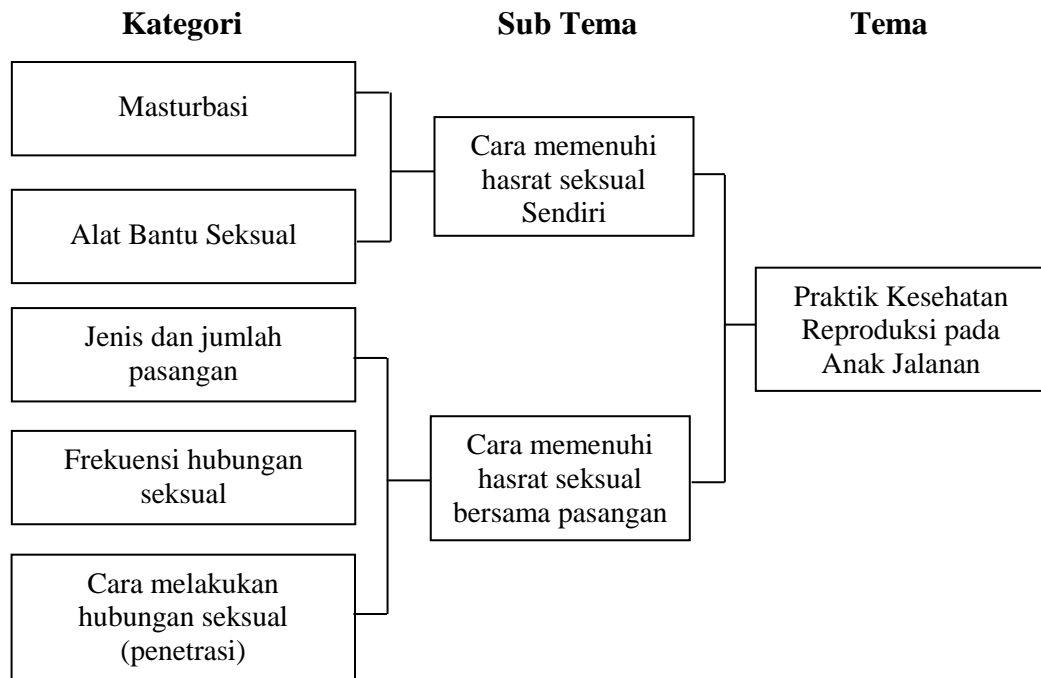 Kategori
Sub Tema
Tema
Masturbasi
Alat Bantu Seksual
Jenis dan jumlah
pasangan
Frekuensi hubungan
seksual
Cara melakukan
hubungan seksual
(penetrasi)
Cara memenuhi
hasrat seksual
Sendiri
Cara memenuhi
hasrat seksual
bersama pasangan
Praktik Kesehatan
Reproduksi pada
Anak Jalanan